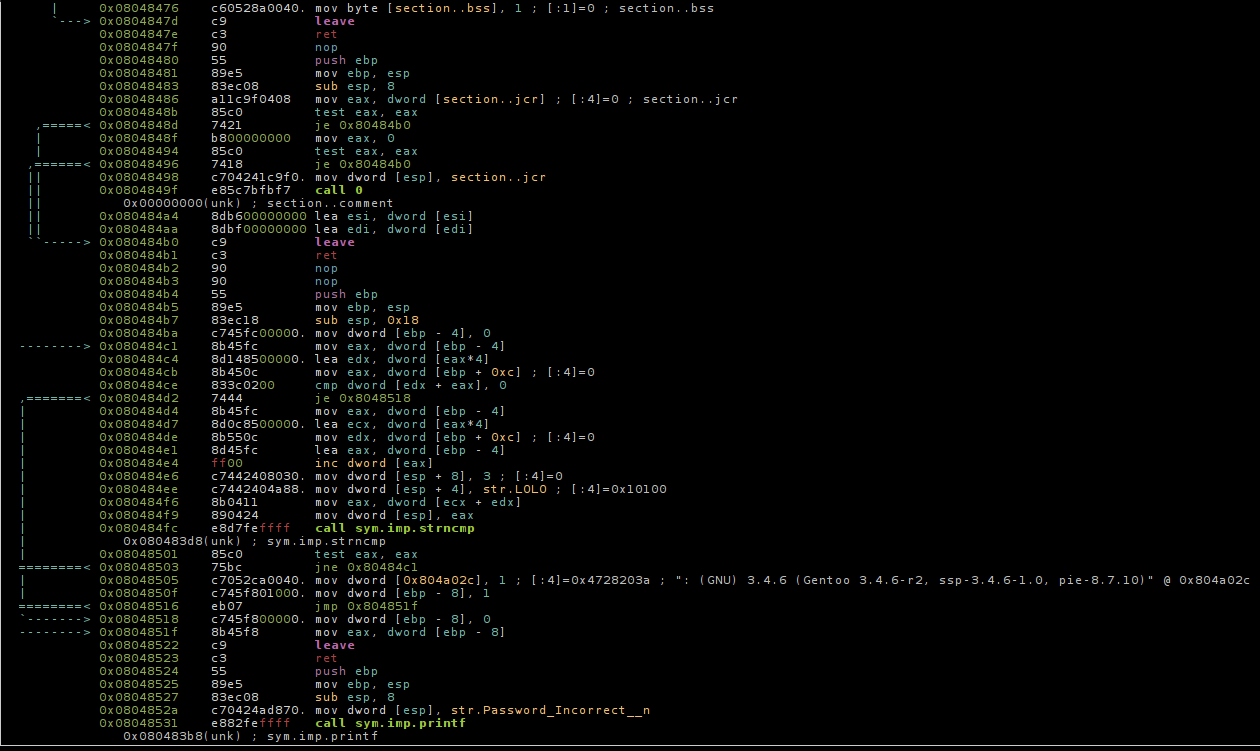 |    0x08048476   c60528a0040. mov byte [section..bss], 1 ; [:1]=0 ; section..bss
`---> 0x0804847d   c9           leave
0x0804847e   c3           ret
0x0804847f   90           nop
0x08048480   55           push ebp
0x08048481   89e5         mov ebp, esp
0x08048483   83ec08       sub esp, 8
0x08048486   a11c9f0408   mov eax, dword [section..jcr] ; [:4]=0 ; section..jcr
0x0804848b   85c0         test eax, eax
,=====< 0x0804848d   7421         je 0x80484b0
|     0x0804848f   b800000000   mov eax, 0
|     0x08048494   85c0         test eax, eax
,======< 0x08048496   7418         je 0x80484b0
||     0x08048498   c704241c9f0. mov dword [esp], section..jcr
||     0x0804849f   e85c7bfbf7   call 0
||        0x00000000(unk) ; section..comment
||     0x080484a4   8db600000000 lea esi, dword [esi]
||     0x080484aa   8dbf00000000 lea edi, dword [edi]
``-----> 0x080484b0   c9           leave
0x080484b1   c3           ret
0x080484b2   90           nop
0x080484b3   90           nop
0x080484b4   55           push ebp
0x080484b5   89e5         mov ebp, esp
0x080484b7   83ec18       sub esp, 0x18
0x080484ba   c745fc00000. mov dword [ebp - 4], 0
--------> 0x080484c1   8b45fc       mov eax, dword [ebp - 4]
0x080484c4   8d148500000. lea edx, dword [eax*4]
0x080484cb   8b450c       mov eax, dword [ebp + 0xc] ; [:4]=0
0x080484ce   833c0200     cmp dword [edx + eax], 0
,=======< 0x080484d2   7444         je 0x8048518
|       0x080484d4   8b45fc       mov eax, dword [ebp - 4]
|       0x080484d7   8d0c8500000. lea ecx, dword [eax*4]
|       0x080484de   8b550c       mov edx, dword [ebp + 0xc] ; [:4]=0
|       0x080484e1   8d45fc       lea eax, dword [ebp - 4]
|       0x080484e4   ff00         inc dword [eax]
|       0x080484e6   c7442408030. mov dword [esp + 8], 3 ; [:4]=0
|       0x080484ee   c7442404a88. mov dword [esp + 4], str.LOLO ; [:4]=0x10100
|       0x080484f6   8b0411       mov eax, dword [ecx + edx]
|       0x080484f9   890424       mov dword [esp], eax
|       0x080484fc   e8d7feffff   call sym.imp.strncmp
|          0x080483d8(unk) ; sym.imp.strncmp
|       0x08048501   85c0         test eax, eax
========< 0x08048503   75bc         jne 0x80484c1
|       0x08048505   c7052ca0040. mov dword [0x804a02c], 1 ; [:4]=0x4728203a ; ": (GNU) 3.4.6 (Gentoo 3.4.6-r2, ssp-3.4.6-1.0, pie-8.7.10)" @ 0x804a02c
|       0x0804850f   c745f801000. mov dword [ebp - 8], 1
========< 0x08048516   eb07         jmp 0x804851f
`-------> 0x08048518   c745f800000. mov dword [ebp - 8], 0
--------> 0x0804851f   8b45f8       mov eax, dword [ebp - 8]
0x08048522   c9           leave
0x08048523   c3           ret
0x08048524   55           push ebp
0x08048525   89e5         mov ebp, esp
0x08048527   83ec08       sub esp, 8
0x0804852a   c70424ad870. mov dword [esp], str.Password_Incorrect__n
0x08048531   e882feffff   call sym.imp.printf
0x080483b8(unk) ; sym.imp.printf